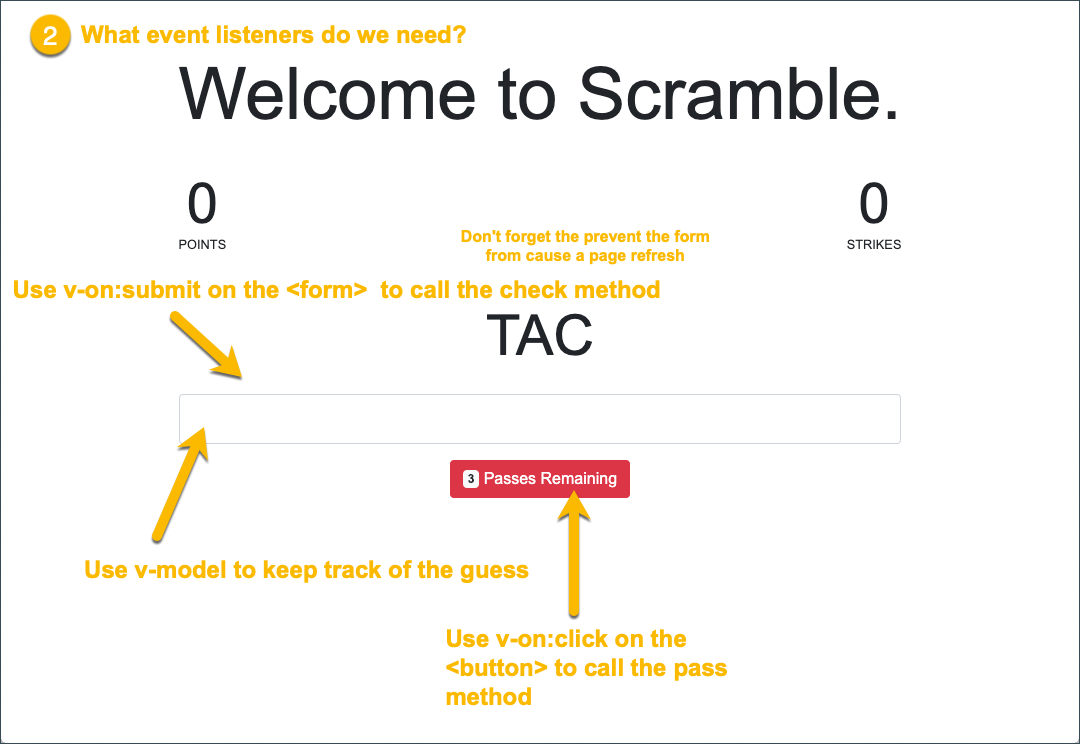 2 What event listeners do we need?
Welcome to Scramble.
0
POINTS
0
STRIKES
Don't forget the prevent the form
from cause a page refresh
Use v-on:submit on the <form> to call the check method
TAC
3 Passes Remaining
Use v-model to keep track of the guess
Use v-on:click on the
<button> to call the pass
method